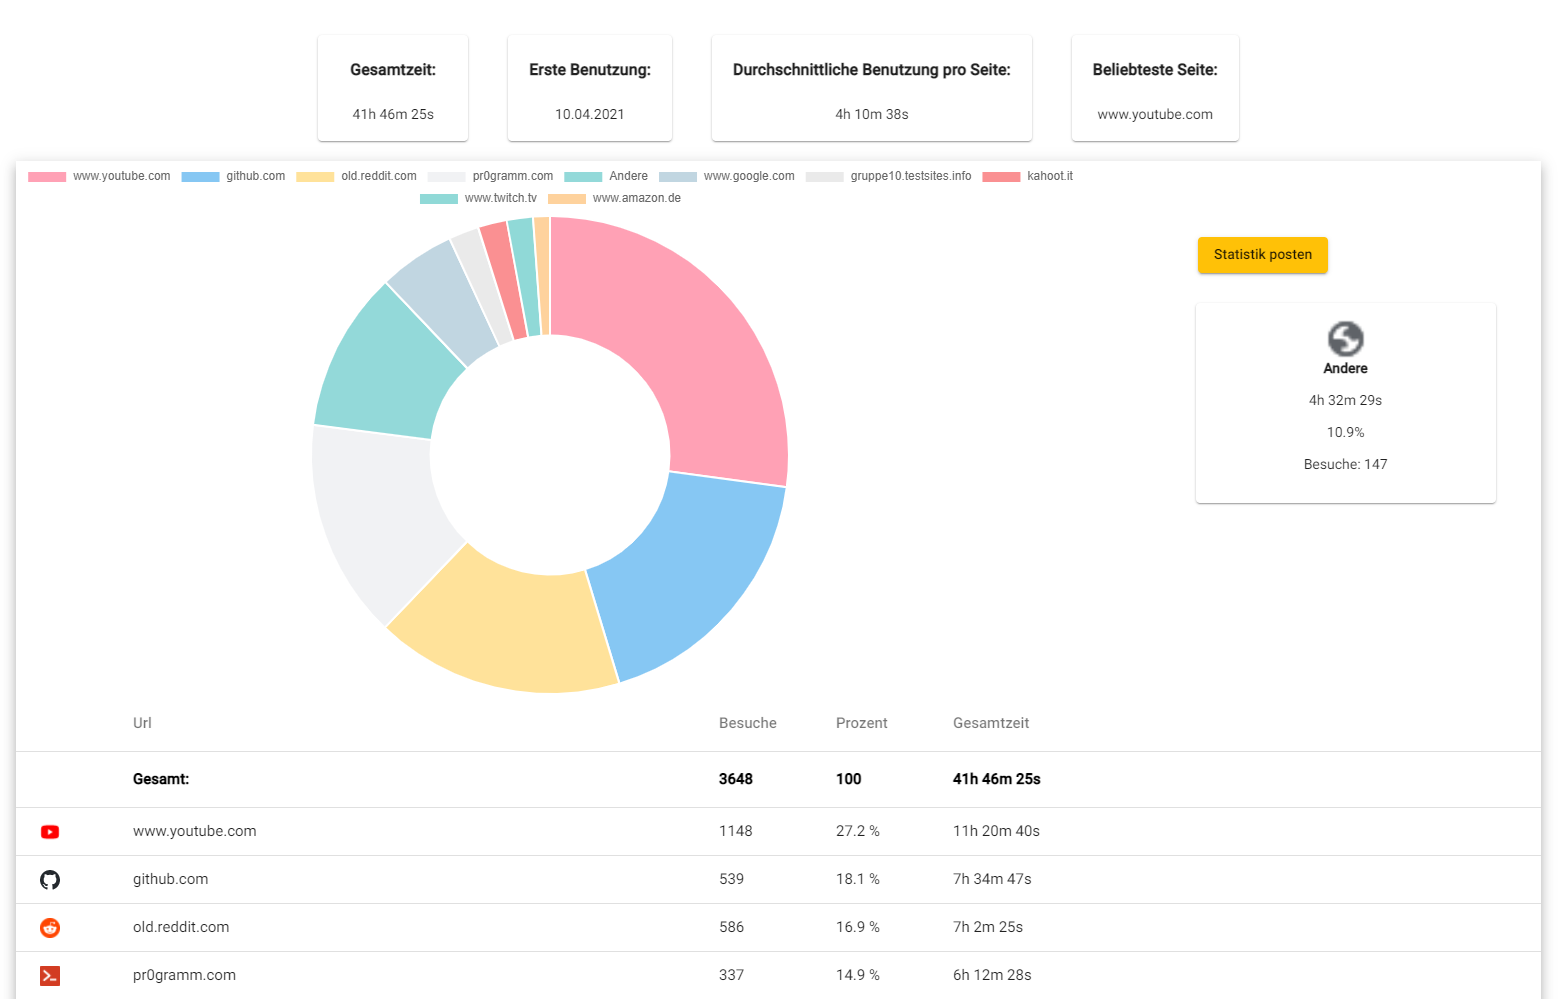 Gesamtzeit:
41h 46m 25s
Erste Benutzung:
10.04.2021
Durchschnittliche Benutzung pro Seite:
4h 10m 38s
Beliebteste Seite:
www.youtube.com
www.youtube.com github.com old.reddit.com pr0gramm.com Andere www.google.com gruppe10.testsites.info kahoot.it
www.twitch.tv www.amazon.de
Statistik posten
Andere
4h 32m 29s
10.9%
Besuche: 147
Url Besuche Prozent Gesamtzeit
Gesamt: 3648 100 41h 46m 25s
www.youtube.com 1148 27.2 % 11h 20m 40s
github.com 539 18.1 % 7h 34m 47s
old.reddit.com 586 16.9 % 7h 2m 25s
pr0gramm.com 337 14.9 % 6h 12m 28s